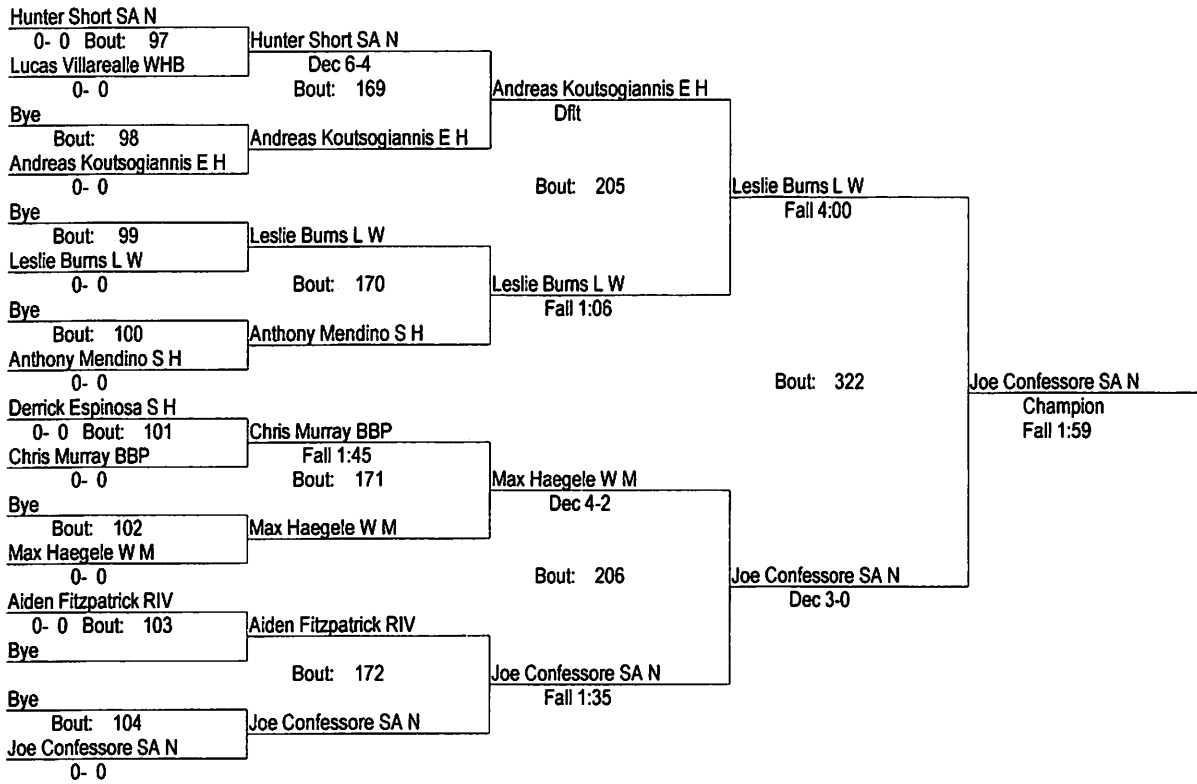 Hunter Short SA N
0- 0 Bout: 97
Lucas Villarealle WHB
0- 0
Bye
Bout: 98
Andreas Koutsogiannis E H
0- 0
Bye
Bout: 99
Leslie Burns L W
0- 0
Bye
Bout: 100
Anthony Mendino S H
0- 0
Derrick Espinosa S H
0- 0 Bout: 101
Chris Murray BBP
0- 0
Bye
Bout: 102
Max Haegele W M
0- 0
Aiden Fitzpatrick RIV
0- 0 Bout: 103
Bye
Bye
Bout: 104
Joe Confessore SA N
0- 0
Hunter Short SA N
Dec 6-4
Bout: 169
Andreas Koutsogiannis E H
Leslie Burns L W
Bout: 170
Anthony Mendino S H
Chris Murray BBP
Fall 1:45
Bout: 171
Max Haegele W M
Aiden Fitzpatrick RIV
Bout: 172
Joe Confessore SA N
Andreas Koutsogiannis E H
Dflt
Bout: 205
Leslie Burns L W
Fall 1:06
Max Haegele W M
Dec 4-2
Bout: 206
Joe Confessore SA N
Fall 1:35
Leslie Burns L W
Fall 4:00
Bout: 322
Joe Confessore SA N
Dec 3-0
Joe Confessore SA N
Champion
Fall 1:59